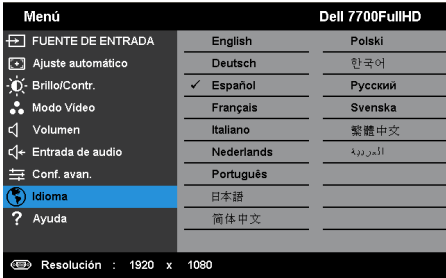 Menú Dell 7700FullHD
FUENTE DE ENTRADA English Polski
Ajuste automático Deutsch 한국어
Brillo/Contr. ✓ Español Русский
Modo Vídeo Français Svenska
Volumen Italiano 繁體中文
Entrada de audio Nederlands العربية
Conf. avan. Português
Idioma 日本語
? Ayuda 简体中文
Resolución : 1920 x 1080